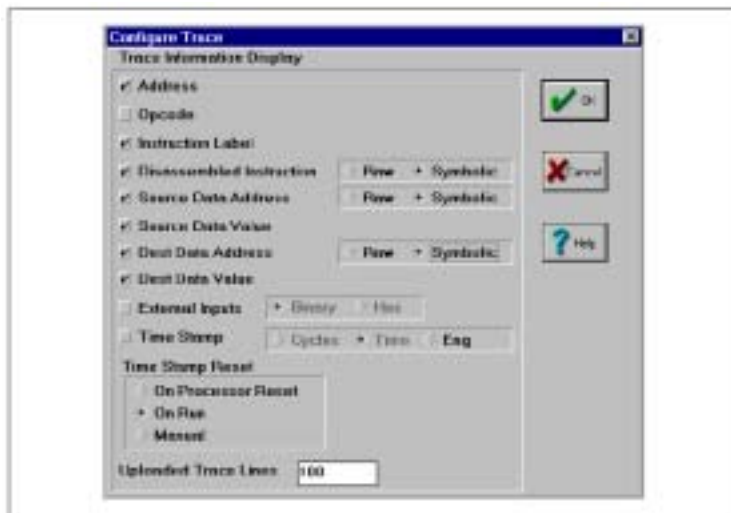 Configure Trace
Trace Information Display
Address
Opcode
Instruction Label
Disassembled Instruction Raw Symbolic
Source Data Address Raw Symbolic
Source Data Value
Dest Data Address Raw Symbolic
Dest Data Value
External Inputs Binary Hex
Time Stamp Cycles Time Eng
Time Stamp Reset
On Processor Reset
On Run
Manual
Uploaded Trace Lines 100
OK
Cancel
Help